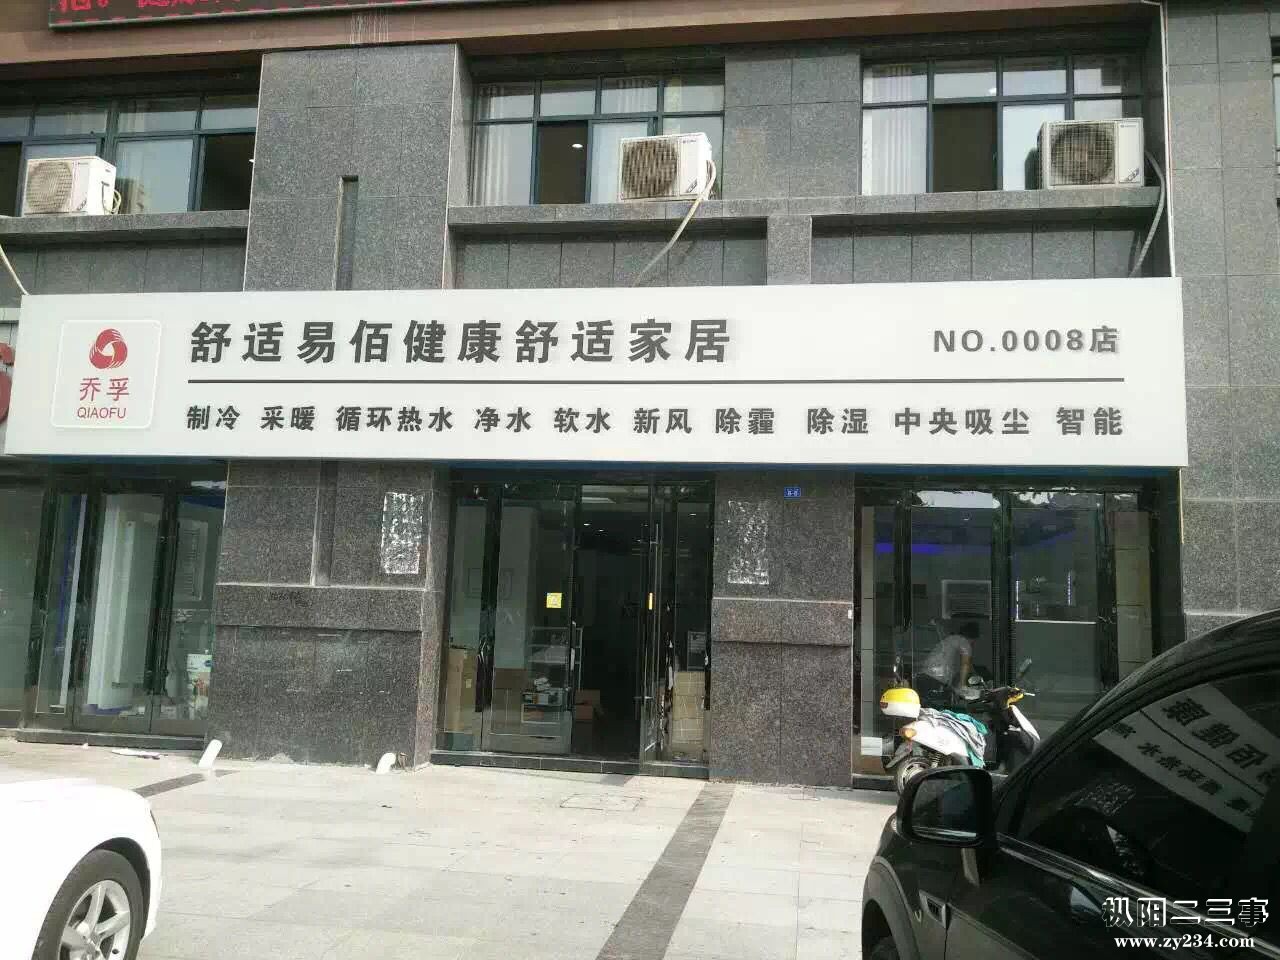 舒适易佰健康舒适家居
NO.0008店
乔孚
QIAOFU
制冷 采暖 循环热水 净水 软水 新风 除霾 除湿 中央吸尘 智能
枞阳二三事
www.zy234.com